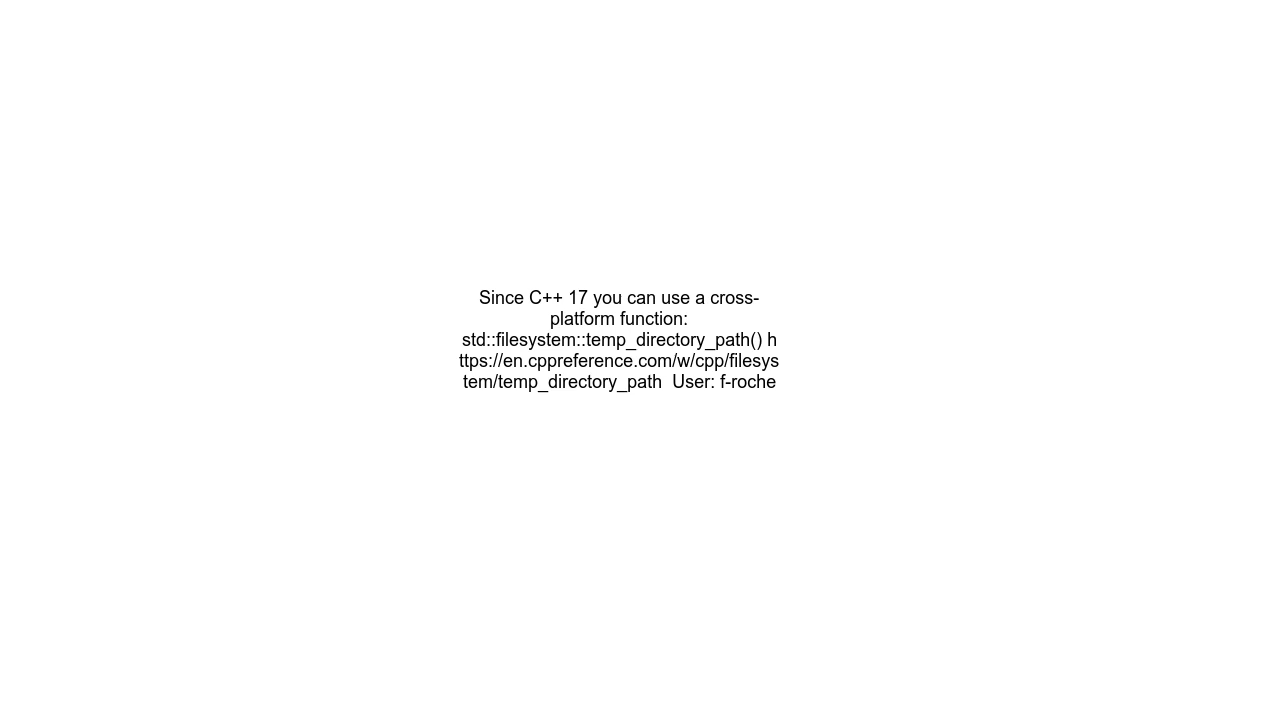 Since C++ 17 you can use a cross-
platform function:
std::filesystem::temp_directory_path() h
ttps://en.cppreference.com/w/cpp/filesys
tem/temp_directory_path  User: f-roche